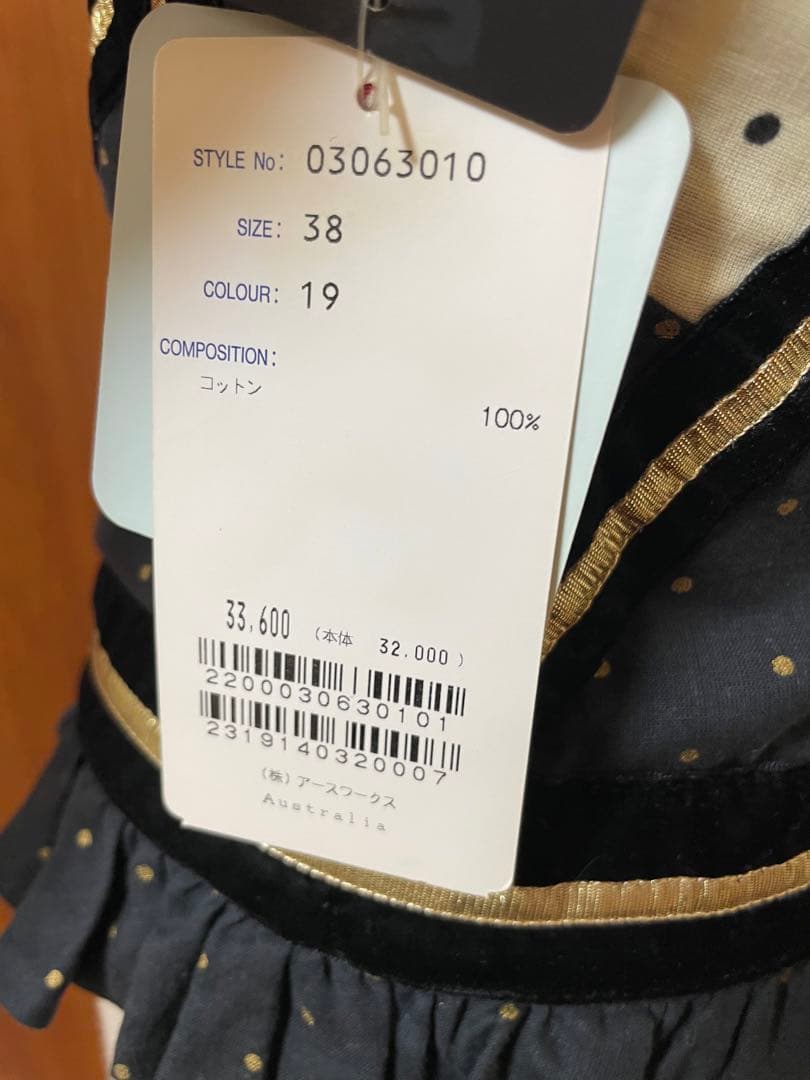 STYLE No: 03063010
SIZE: 38
COLOUR: 19
COMPOSITION:
コットン
100%
33,600 (本体 32.000)
2200030630101
2319140320007
(株)アースワークス
Australia